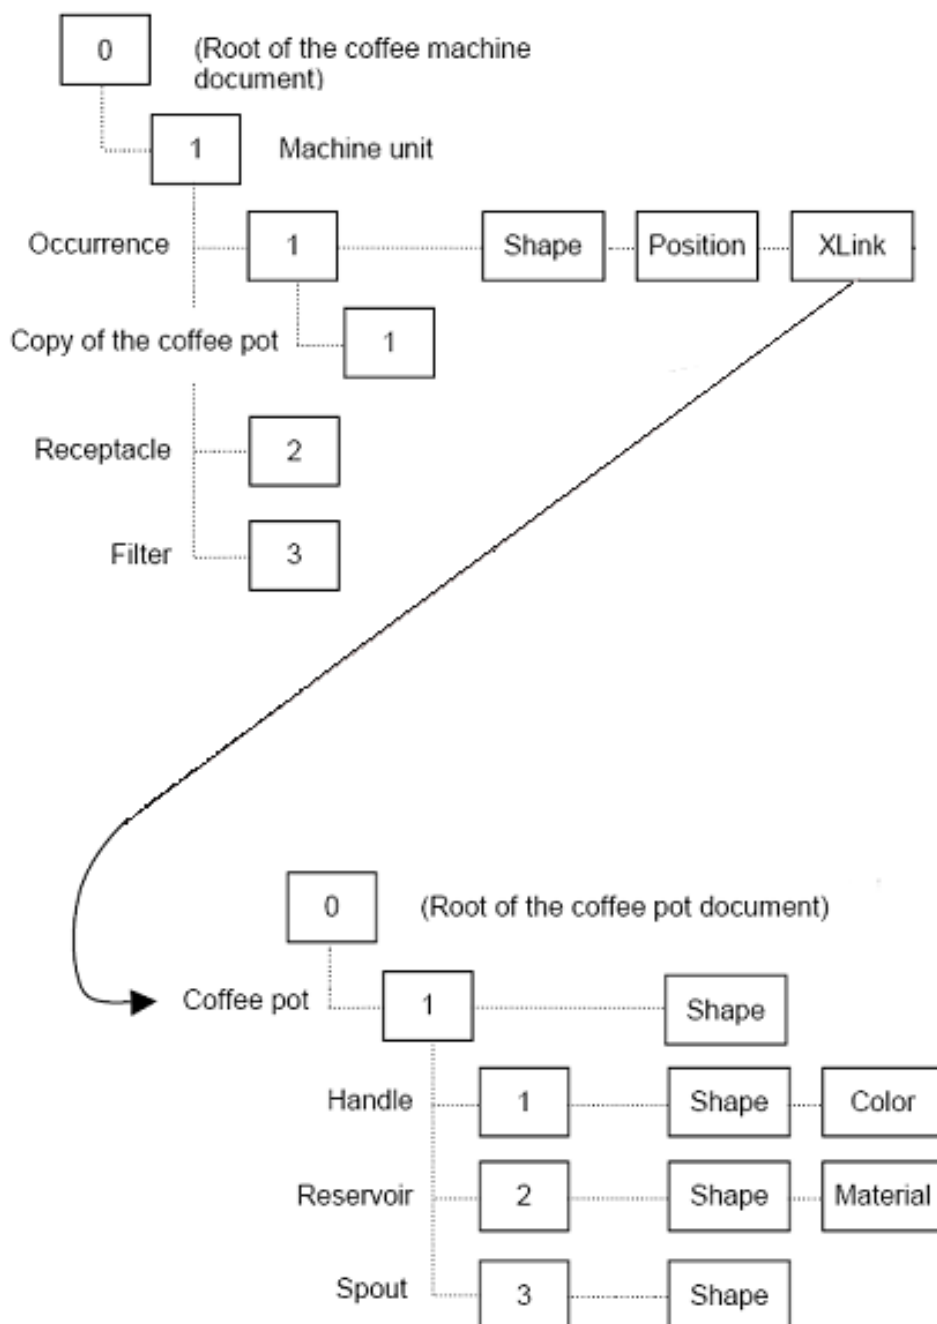 0
(Root of the coffee machine
document)
1
Machine unit
Occurrence
1
Shape
Position
XLink
Copy of the coffee pot
1
Receptacle
2
Filter
3
0
(Root of the coffee pot document)
Coffee pot
1
Shape
Handle
1
Shape
Color
Reservoir
2
Shape
Material
Spout
3
Shape